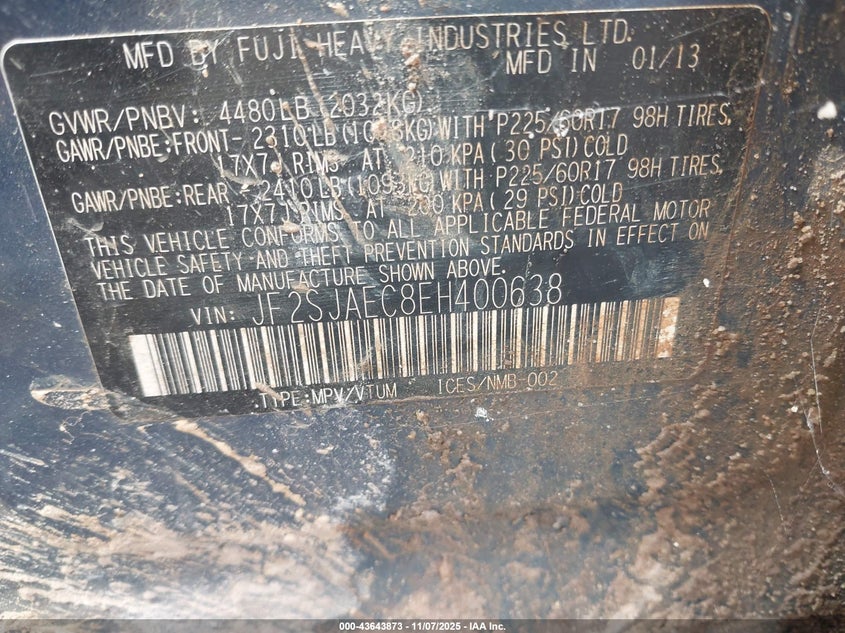 MFD BY FUJI HEAVY INDUSTRIES LTD.
MFD IN 01/13
GVWR/PNBV: 4480LB(2032KG)
GAWR/PNBE:FRONT- 2310LB( KG)WITH P225/60R17 98H TIRES,
17X7J RIMS AT 210 KPA(30 PSI)COLD
GAWR/PNBE:REAR - 2410LB(1093KG)WITH P225/60R17 98H TIRES,
17X7J RIMS AT 200 KPA(29 PSI)COLD
THIS VEHICLE CONFORMS TO ALL APPLICABLE FEDERAL MOTOR
VEHICLE SAFETY AND THEFT PREVENTION STANDARDS IN EFFECT ON
THE DATE OF MANUFACTURE SHOWN ABOVE.
VIN: JF2SJAEC8EH400638
TYPE:MPV/VTUM ICES/NMB-002
000-43643873 - 11/07/2025 - IAA Inc.